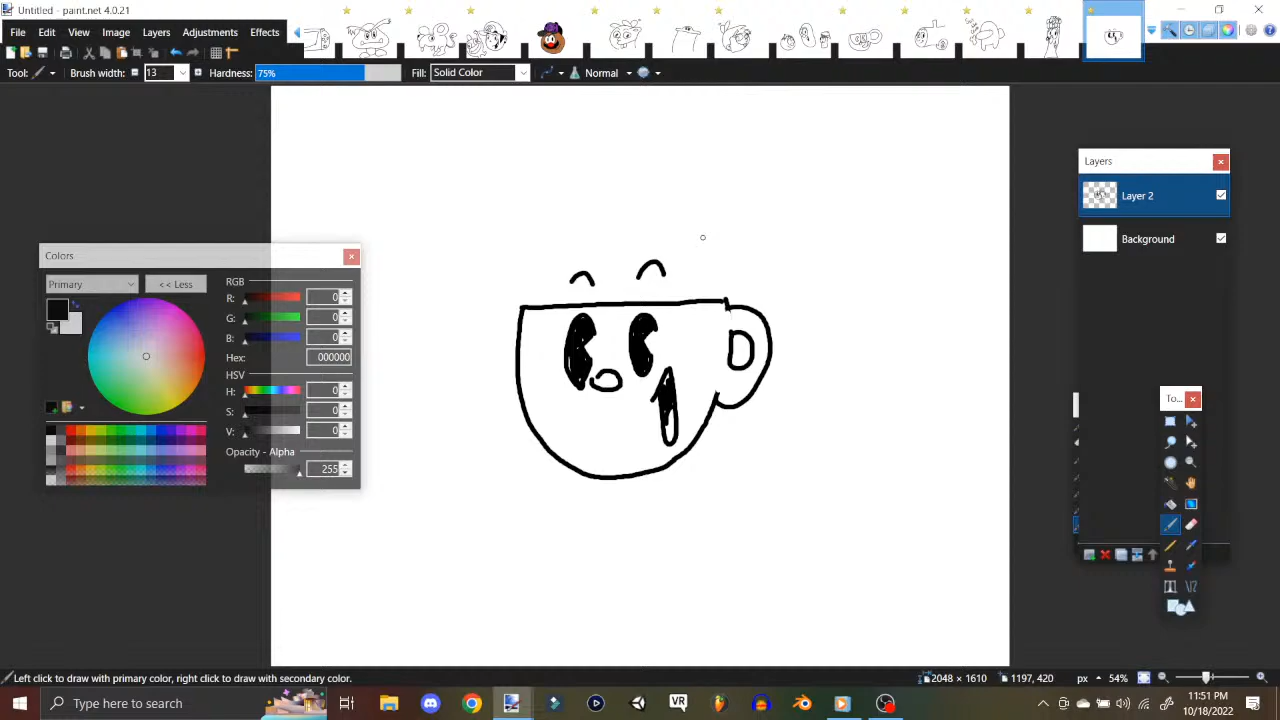 Untitled - paint.net 4.0.21
File Edit View Image Layers Adjustments Effects
Tool: Brush width: 13 Hardness: 75% Fill: Solid Color Normal
Layers
Layer 2
Background
Colors
Primary << Less
RGB
R: 0
G: 0
B: 0
Hex: 000000
HSV
H: 0
S: 0
V: 0
Opacity - Alpha
255
To...
Left click to draw with primary color, right click to draw with secondary color. 2048 × 1610 1197, 420 px 54%
Type here to search VR 11:51 PM
10/18/2022